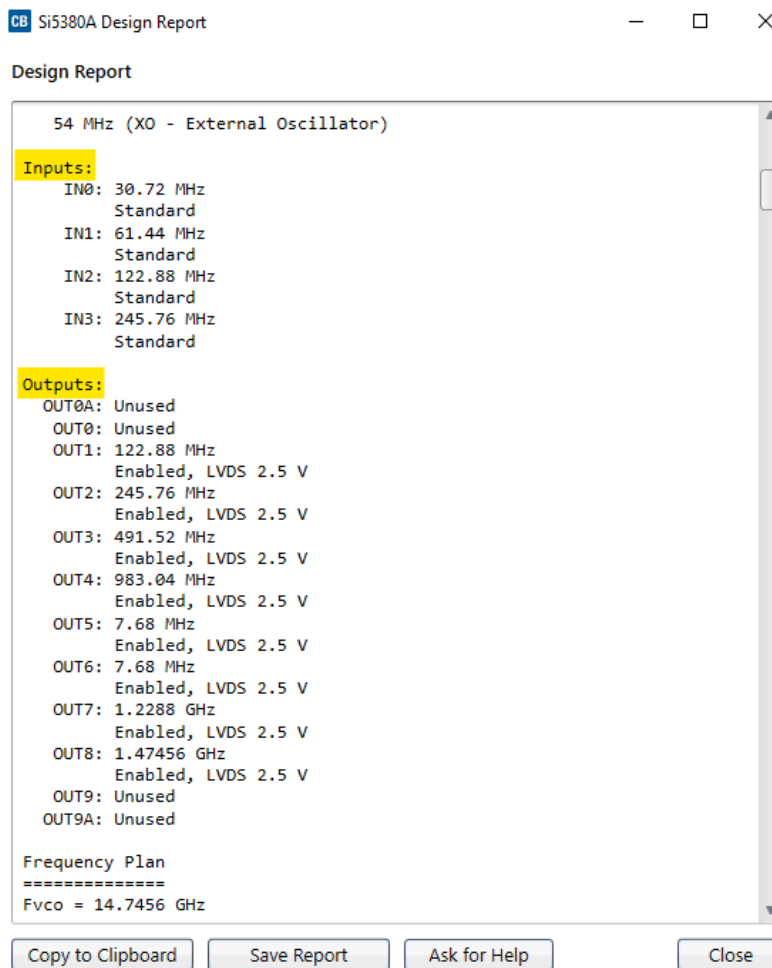 CB Si5380A Design Report
Design Report
54 MHz (XO - External Oscillator)
Inputs:
IN0: 30.72 MHz
Standard
IN1: 61.44 MHz
Standard
IN2: 122.88 MHz
Standard
IN3: 245.76 MHz
Standard
Outputs:
OUT0A: Unused
OUT0: Unused
OUT1: 122.88 MHz
Enabled, LVDS 2.5 V
OUT2: 245.76 MHz
Enabled, LVDS 2.5 V
OUT3: 491.52 MHz
Enabled, LVDS 2.5 V
OUT4: 983.04 MHz
Enabled, LVDS 2.5 V
OUT5: 7.68 MHz
Enabled, LVDS 2.5 V
OUT6: 7.68 MHz
Enabled, LVDS 2.5 V
OUT7: 1.2288 GHz
Enabled, LVDS 2.5 V
OUT8: 1.47456 GHz
Enabled, LVDS 2.5 V
OUT9: Unused
OUT9A: Unused
Frequency Plan
==============
Fvco = 14.7456 GHz
Copy to Clipboard Save Report Ask for Help Close